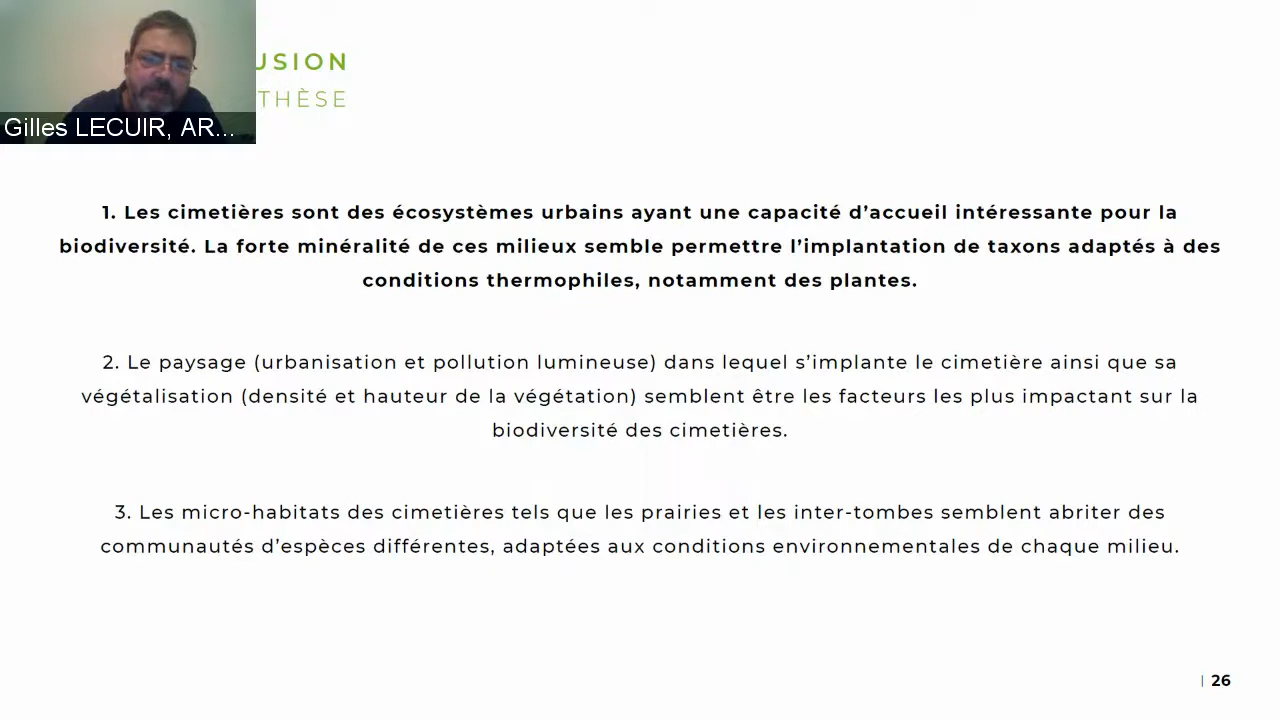 USION
THÈSE
Gilles LECUIR, AR...
1. Les cimetières sont des écosystèmes urbains ayant une capacité d’accueil intéressante pour la
biodiversité. La forte minéralité de ces milieux semble permettre l’implantation de taxons adaptés à des
conditions thermophiles, notamment des plantes.
2. Le paysage (urbanisation et pollution lumineuse) dans lequel s’implante le cimetière ainsi que sa
végétalisation (densité et hauteur de la végétation) semblent être les facteurs les plus impactant sur la
biodiversité des cimetières.
3. Les micro-habitats des cimetières tels que les prairies et les inter-tombes semblent abriter des
communautés d’espèces différentes, adaptées aux conditions environnementales de chaque milieu.
| 26